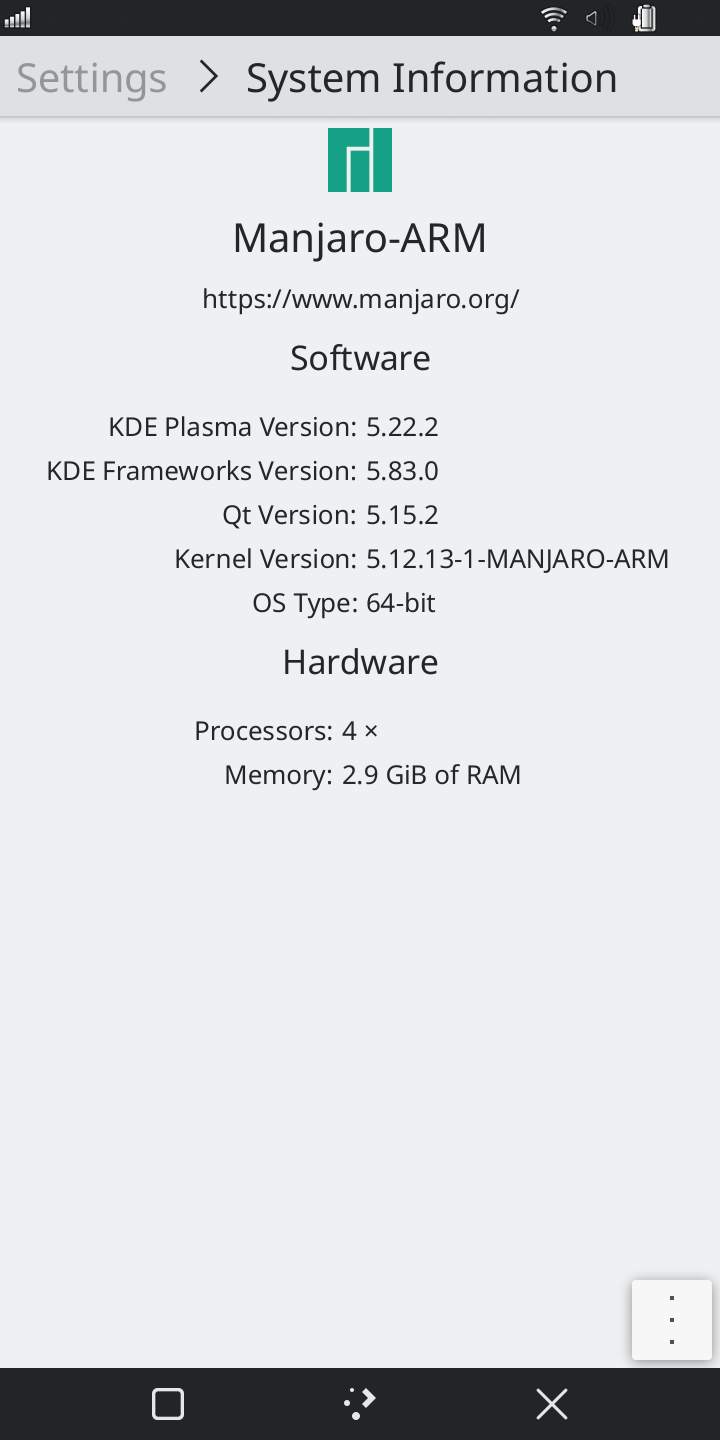 Settings > System Information
Manjaro-ARM
https://www.manjaro.org/
Software
KDE Plasma Version: 5.22.2
KDE Frameworks Version: 5.83.0
Qt Version: 5.15.2
Kernel Version: 5.12.13-1-MANJARO-ARM
OS Type: 64-bit
Hardware
Processors: 4 ×
Memory: 2.9 GiB of RAM